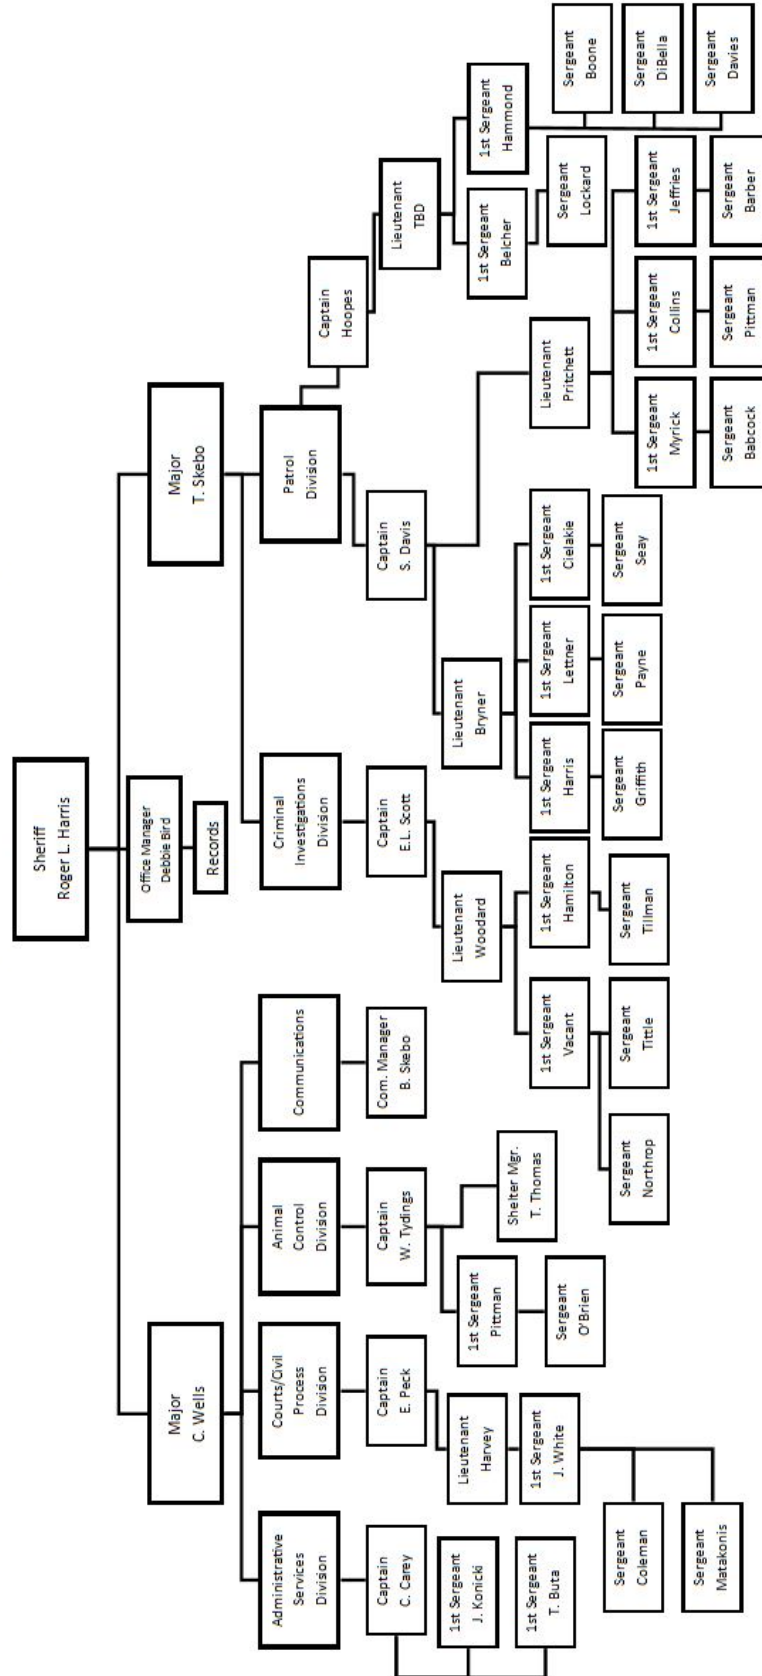 Sheriff
Roger L. Harris
Office Manager
Debbie Bird
Records
Major
C. Wells
Major
T. Skebo
Administrative
Services
Division
Courts/Civil
Process
Division
Animal
Control
Division
Communications
Criminal
Investigations
Division
Patrol
Division
Captain
C. Carey
Captain
E. Peck
Captain
W. Tydings
Com. Manager
B. Skebo
Captain
E.L. Scott
Captain
S. Davis
Captain
Hoopes
1st Sergeant
J. Konicki
1st Sergeant
T. Buta
Lieutenant
Harvey
1st Sergeant
J. White
Sergeant
Coleman
Sergeant
Matakonis
1st Sergeant
Pittman
Sergeant
O'Brien
Shelter Mgr.
T. Thomas
Lieutenant
Woodard
1st Sergeant
Vacant
Sergeant
Northrop
Sergeant
Tittle
1st Sergeant
Hamilton
Sergeant
Tillman
Lieutenant
Bryner
1st Sergeant
Harris
Sergeant
Griffith
1st Sergeant
Lettner
Sergeant
Payne
1st Sergeant
Cielakie
Sergeant
Seay
Lieutenant
Pritchett
1st Sergeant
Myrick
Sergeant
Babcock
1st Sergeant
Collins
Sergeant
Pittman
1st Sergeant
Jeffries
Sergeant
Barber
Lieutenant
TBD
1st Sergeant
Belcher
Sergeant
Lockard
1st Sergeant
Hammond
Sergeant
Boone
Sergeant
DiBella
Sergeant
Davies